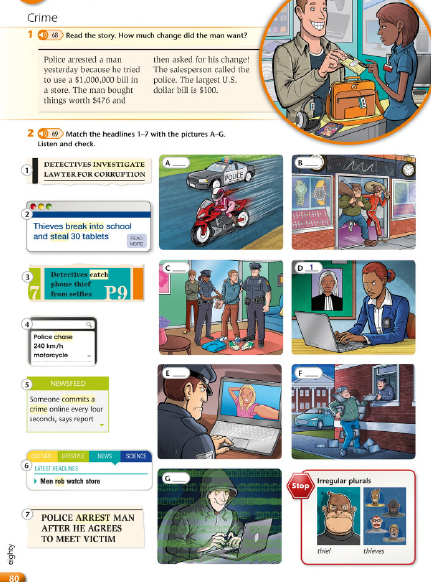 Crime
1 68 Read the story. How much change did the man want?
Police arrested a man
yesterday because he tried
to use a $1,000,000 bill in
a store. The man bought
things worth $476 and
then asked for his change!
The salesperson called the
police. The largest U.S.
dollar bill is $100.
2 69 Match the headlines 1–7 with the pictures A–G.
Listen and check.
1
DETECTIVES INVESTIGATE
LAWYER FOR CORRUPTION
2
Thieves break into school
and steal 30 tablets
READ
MORE
3
7
Detectives catch
phone thief
from selfies
P9
4
Police chase
240 km/h
motorcycle
5
NEWSFEED
Someone commits a
crime online every four
seconds, says report
6
CULTURE LIFESTYLE NEWS SCIENCE
LATEST HEADLINES
Men rob watch store
7
POLICE ARREST MAN
AFTER HE AGREES
TO MEET VICTIM
A
POLICE
B
C
D 1
E
F
G
Stop
Irregular plurals
thief thieves
eighty
80